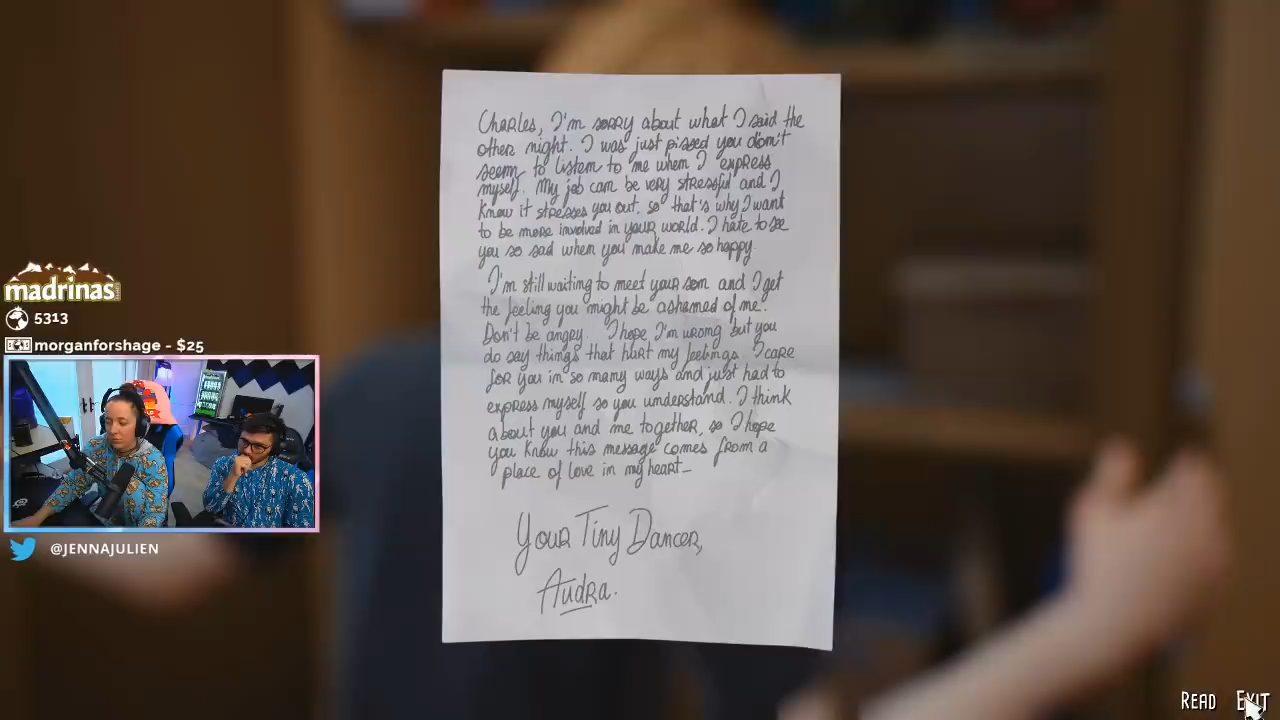 Charles, I'm sorry about what I said the
other night. I was just pissed you don't
seem to listen to me when I express
myself. My job can be very stressful and I
know it stresses you out, so that's why I want
to be more involved in your world. I hate to see
you so sad when you make me so happy.
I'm still waiting to meet your son and I get
the feeling you might be ashamed of me.
Don't be angry. I hope I'm wrong but you
do say things that hurt my feelings. I care
for you in so many ways and just had to
express myself so you understand. I think
about you and me together, so I hope
you know this message comes from a
place of love in my heart—
Your Tiny Dancer,
Audra.
madrinas
5313
morganforshage - $25
@JENNAJULIEN
READ EXIT